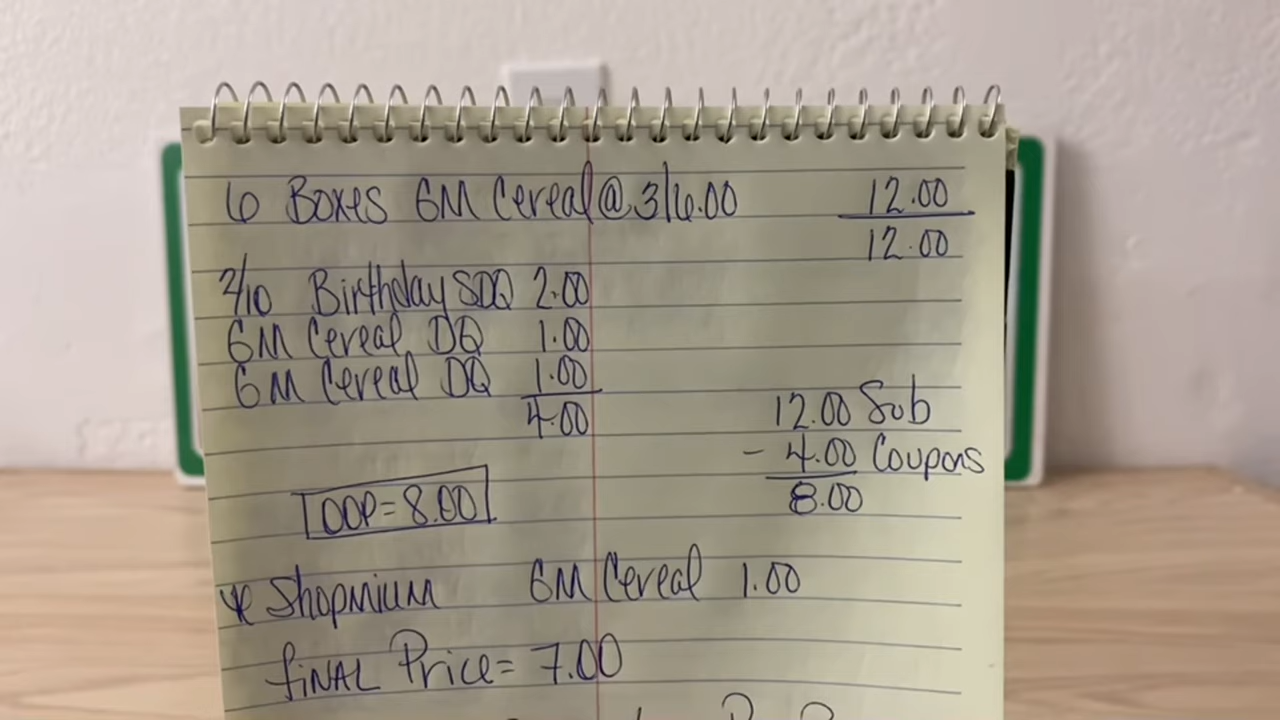 6 Boxes GM Cereal @ 3/6.00 12.00
12.00
2/10 Birthday SDQ 2.00
GM Cereal DQ 1.00
GM Cereal DQ 1.00
4.00
12.00 Sub
- 4.00 Coupons
8.00
OOP = 8.00
* Shopmium GM Cereal 1.00
FINAL Price = 7.00